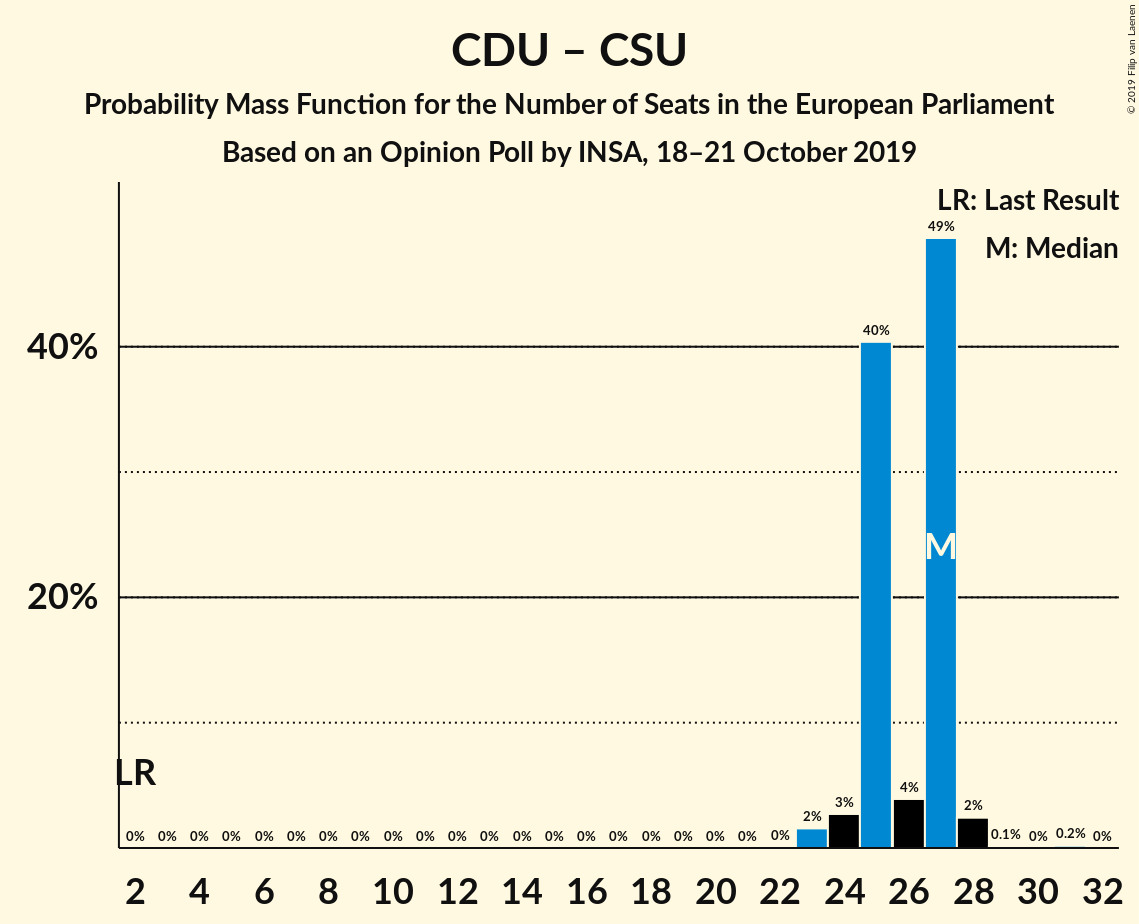 © 2019 Filip van Laenen
CDU – CSU
Probability Mass Function for the Number of Seats in the European Parliament
Based on an Opinion Poll by INSA, 18–21 October 2019
LR: Last Result
M: Median
49%
40%
40%
M
20%
LR
0% 0% 0% 0% 0% 0% 0% 0% 0% 0% 0% 0% 0% 0% 0% 0% 0% 0% 0% 0% 0% 2% 3% 4% 2% 0.1% 0% 0.2% 0%
2 4 6 8 10 12 14 16 18 20 22 24 26 28 30 32